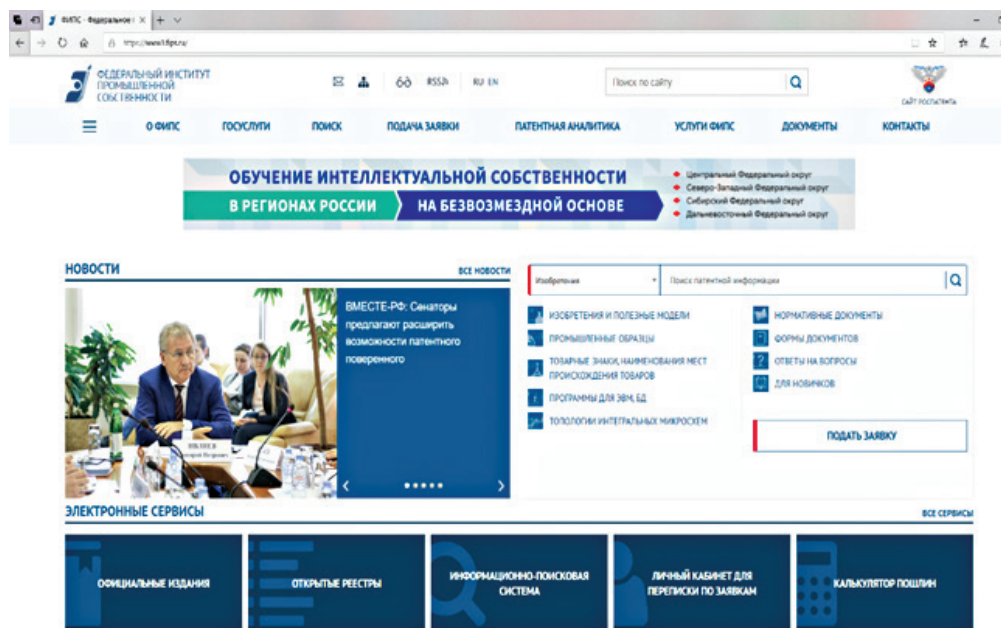 ФИПС - Федеральное
https://www1.fips.ru/
ФЕДЕРАЛЬНЫЙ ИНСТИТУТ
ПРОМЫШЛЕННОЙ
СОБСТВЕННОСТИ
RSS
RU EN
Поиск по сайту
САЙТ РОСПАТЕНТА
О ФИПС ГОСУСЛУГИ ПОИСК ПОДАЧА ЗАЯВКИ ПАТЕНТНАЯ АНАЛИТИКА УСЛУГИ ФИПС ДОКУМЕНТЫ КОНТАКТЫ
ОБУЧЕНИЕ ИНТЕЛЛЕКТУАЛЬНОЙ СОБСТВЕННОСТИ
В РЕГИОНАХ РОССИИ НА БЕЗВОЗМЕЗДНОЙ ОСНОВЕ
Центральный Федеральный округ
Северо-Западный Федеральный округ
Сибирский Федеральный округ
Дальневосточный Федеральный округ
НОВОСТИ
ВСЕ НОВОСТИ
ВМЕСТЕ-РФ: Сенаторы
предлагают расширить
возможности патентного
поверенного
ИВЛИЕВ
Григорий Петрович
Изобретения
Поиск патентной информации
ИЗОБРЕТЕНИЯ И ПОЛЕЗНЫЕ МОДЕЛИ
ПРОМЫШЛЕННЫЕ ОБРАЗЦЫ
ТОВАРНЫЕ ЗНАКИ, НАИМЕНОВАНИЯ МЕСТ
ПРОИСХОЖДЕНИЯ ТОВАРОВ
ПРОГРАММЫ ДЛЯ ЭВМ, БД
ТОПОЛОГИИ ИНТЕГРАЛЬНЫХ МИКРОСХЕМ
НОРМАТИВНЫЕ ДОКУМЕНТЫ
ФОРМЫ ДОКУМЕНТОВ
ОТВЕТЫ НА ВОПРОСЫ
ДЛЯ НОВИЧКОВ
ПОДАТЬ ЗАЯВКУ
ЭЛЕКТРОННЫЕ СЕРВИСЫ
ВСЕ СЕРВИСЫ
ОФИЦИАЛЬНЫЕ ИЗДАНИЯ
ОТКРЫТЫЕ РЕЕСТРЫ
ИНФОРМАЦИОННО-ПОИСКОВАЯ
СИСТЕМА
ЛИЧНЫЙ КАБИНЕТ ДЛЯ
ПЕРЕПИСКИ ПО ЗАЯВКАМ
КАЛЬКУЛЯТОР ПОШЛИН